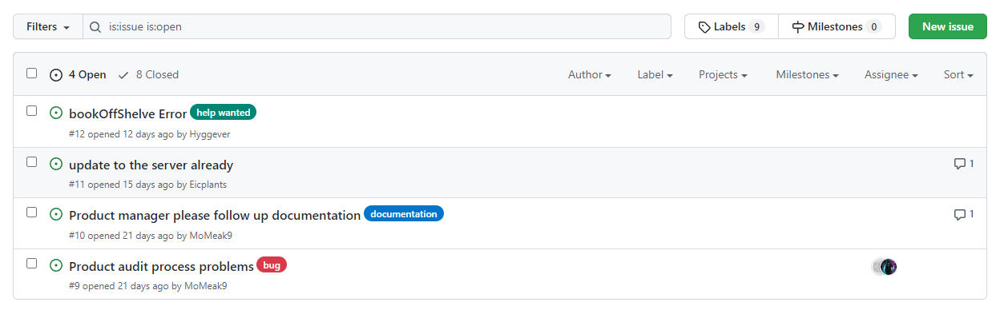 Filters is:issue is:open Labels 9 Milestones 0 New issue
4 Open 8 Closed Author Label Projects Milestones Assignee Sort
bookOffShelve Error help wanted
#12 opened 12 days ago by Hyggever
update to the server already 1
#11 opened 15 days ago by Eicplants
Product manager please follow up documentation documentation 1
#10 opened 21 days ago by MoMeak9
Product audit process problems bug
#9 opened 21 days ago by MoMeak9